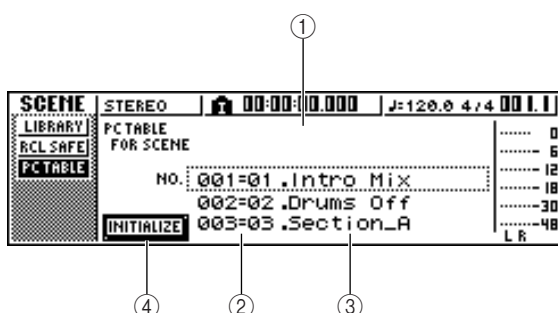 ①
SCENE STEREO 00:00:00.000 ♩=120.0 4/4 001.1
LIBRARY
RCL SAFE
PC TABLE
PC TABLE
FOR SCENE
NO. 001=01.Intro Mix
002=02.Drums Off
003=03.Section_A
INITIALIZE
0
6
12
18
30
48
L R
④ ② ③